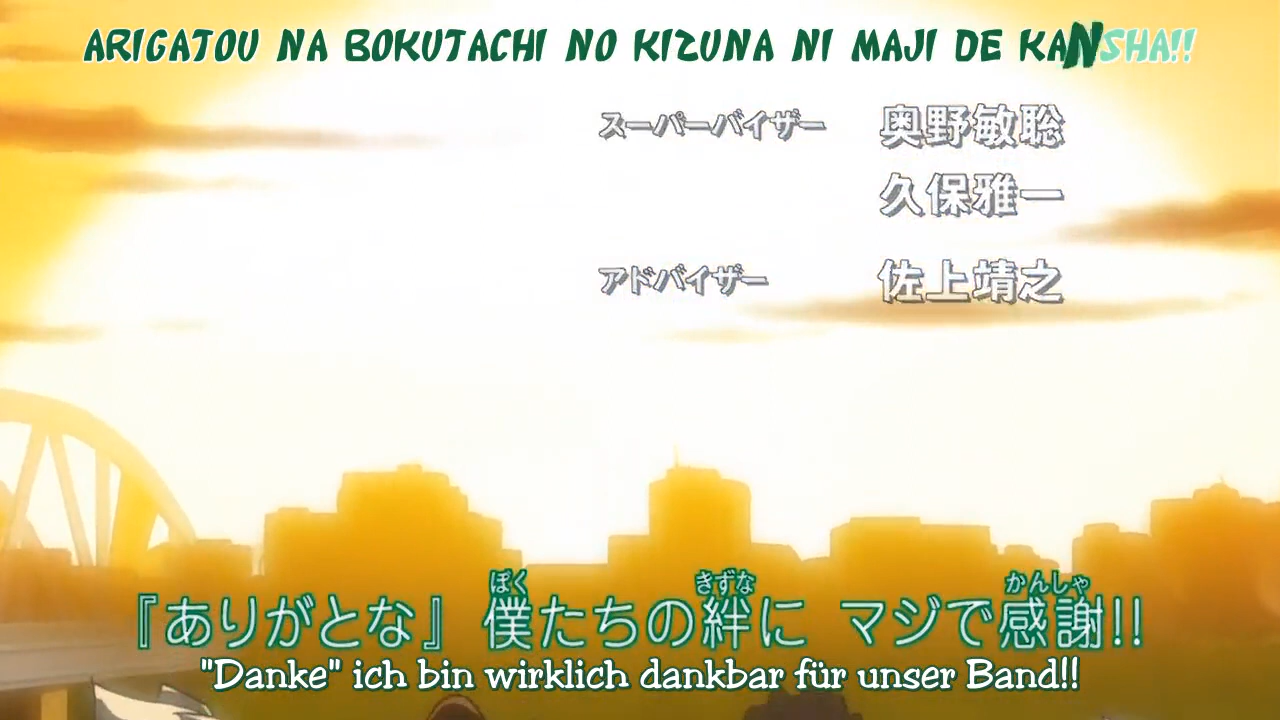 ARIGATOU NA BOKUTACHI NO KIZUNA NI MAJI DE KANSHA!!
スーパーバイザー 奥野敏聡
久保雅一
アドバイザー 佐上靖之
ぼく きずな かんしゃ
『ありがとな』 僕たちの絆に マジで感謝!!
"Danke" ich bin wirklich dankbar für unser Band!!